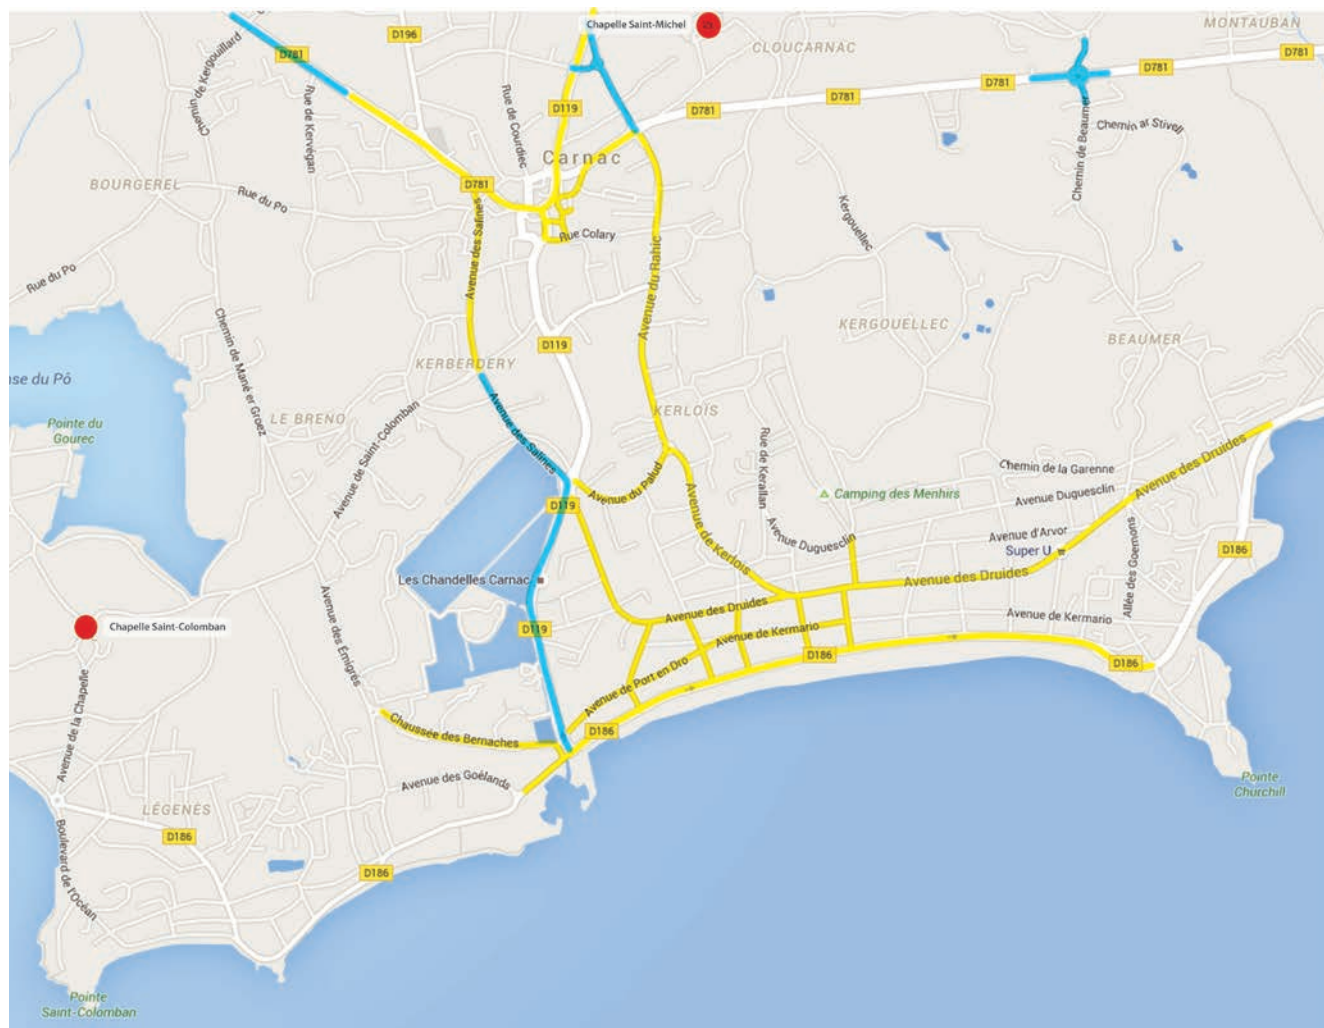 Chapelle Saint-Michel
MONTAUBAN
D196
CLOUCARNAC
D781
D781
D781
D781
D781
D781
D119
Chemin de Kergouillard
Rue de Kervégan
Rue de Courdiec
Carnac
Chemin ar Stivell
Chemin de Beaumer
BOURGEREL
Rue du Po
D781
Rue Colary
Avenue des Salines
Kergouellec
Rue du Po
Avenue du Rahic
KERGOUELLEC
BEAUMER
D119
KERBERDERY
Chemin de Mané er Groez
nse du Pô
Pointe du
Gourec
LE BRENO
Avenue de Saint-Colomban
Avenue des Salines
KERLOÏS
Rue de Kerallan
Chemin de la Garenne
Avenue des Druides
Avenue du Palud
Camping des Menhirs
Avenue Duguesclin
D119
Avenue de Kerlois
Avenue Duguesclin
Avenue d'Arvor
Super U
D186
Les Chandelles Carnac
Avenue des Druides
Allée des Goemons
Avenue des Druides
Avenue de Kermario
Chapelle Saint-Colomban
D119
Avenue de Kermario
D186
D186
Avenue des Émigrés
Avenue de Port en Dro
Avenue de la Chapelle
Chaussée des Bernaches
D186
Avenue des Goélands
Pointe
Churchill
LÉGENÈS
D186
D186
Boulevard de l'Océan
Pointe
Saint-Colomban